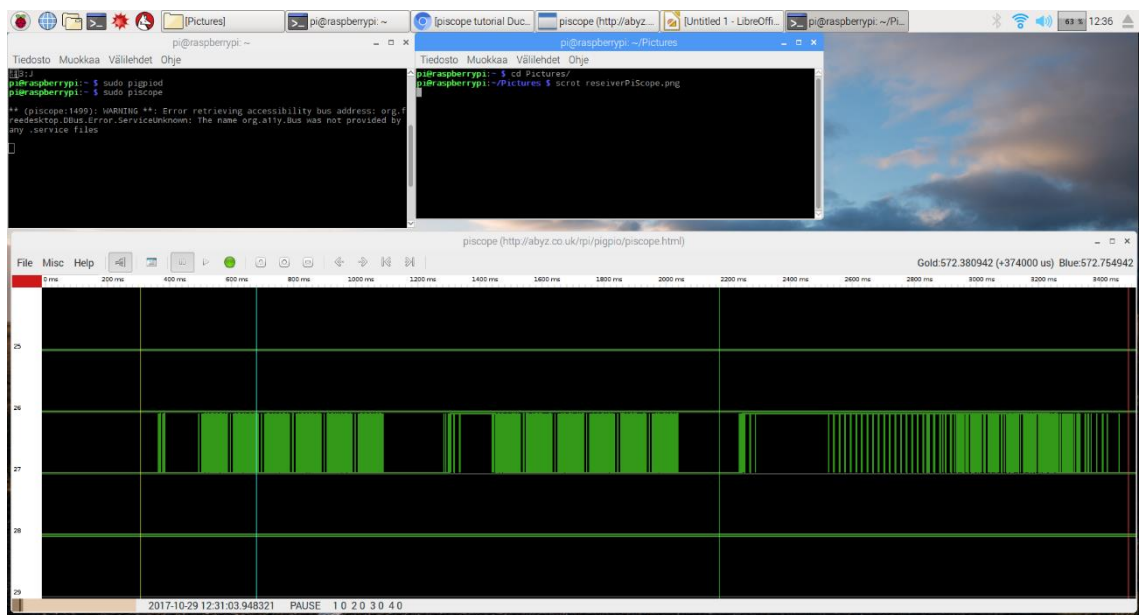 [Pictures]
pi@raspberrypi: ~
[piscope tutorial Duc...
piscope (http://abyz....
[Untitled 1 - LibreOffi...
pi@raspberrypi: ~/Pi...
63 %
12:36
pi@raspberrypi: ~
Tiedosto Muokkaa Välilehdet Ohje
pi@raspberrypi:~ $ sudo pigpiod
pi@raspberrypi:~ $ sudo piscope
** (piscope:1499): WARNING **: Error retrieving accessibility bus address: org.f
reedesktop.DBus.Error.ServiceUnknown: The name org.a11y.Bus was not provided by
any .service files
pi@raspberrypi: ~/Pictures
Tiedosto Muokkaa Välilehdet Ohje
pi@raspberrypi:~ $ cd Pictures/
pi@raspberrypi:~/Pictures $ scrot reseiverPiScope.png
piscope (http://abyz.co.uk/rpi/pigpio/piscope.html)
File Misc Help
Gold:572.380942 (+374000 us) Blue:572.754942
0 ms 200 ms 400 ms 600 ms 800 ms 1000 ms 1200 ms 1400 ms 1600 ms 1800 ms 2000 ms 2200 ms 2400 ms 2600 ms 2800 ms 3000 ms 3200 ms 3400 ms
25
26
27
28
29
2017-10-29 12:31:03.948321 PAUSE 1 0 2 0 3 0 4 0